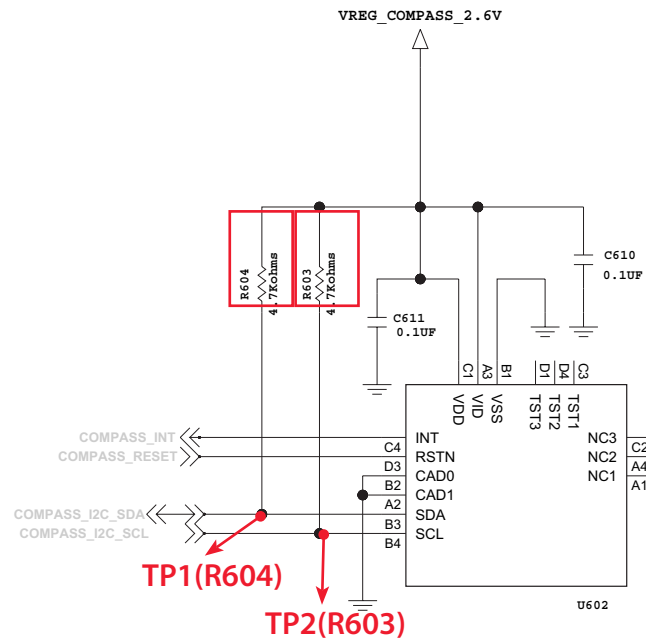 VREG_COMPASS_2.6V
R604
4.7Kohms
R603
4.7Kohms
C610
0.1UF
C611
0.1UF
C1
A3
B1
D1
D4
C3
VDD
VID
VSS
TST3
TST2
TST1
COMPASS_INT
COMPASS_RESET
COMPASS_I2C_SDA
COMPASS_I2C_SCL
C4
D3
B2
A2
B3
B4
INT
RSTN
CAD0
CAD1
SDA
SCL
NC3
NC2
NC1
C2
A4
A1
TP1(R604)
TP2(R603)
U602